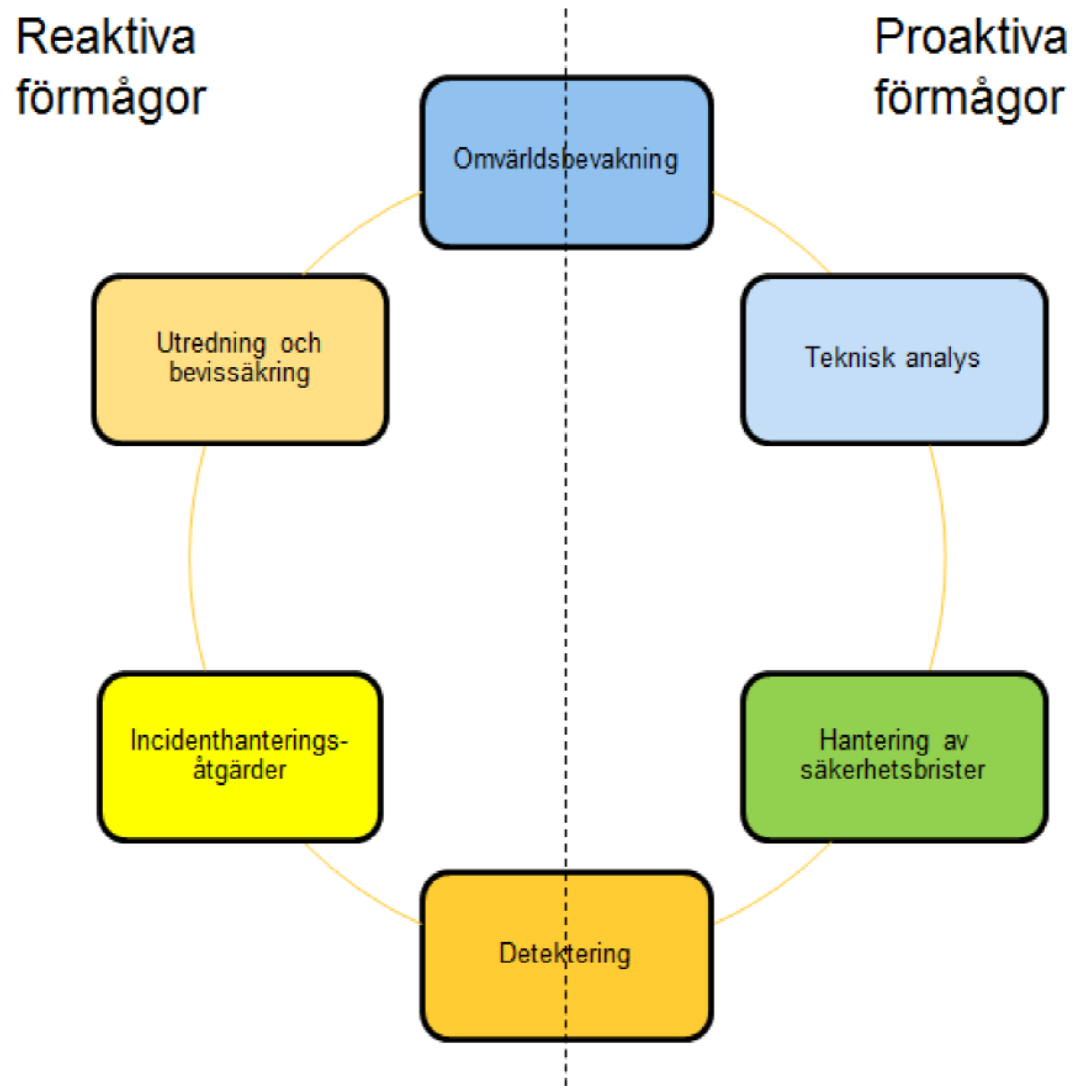 Reaktiva
förmågor
Proaktiva
förmågor
Omvärldsbevakning
Utredning och
bevissäkring
Teknisk analys
Incidenthanterings-
åtgärder
Hantering av
säkerhetsbrister
Detektering